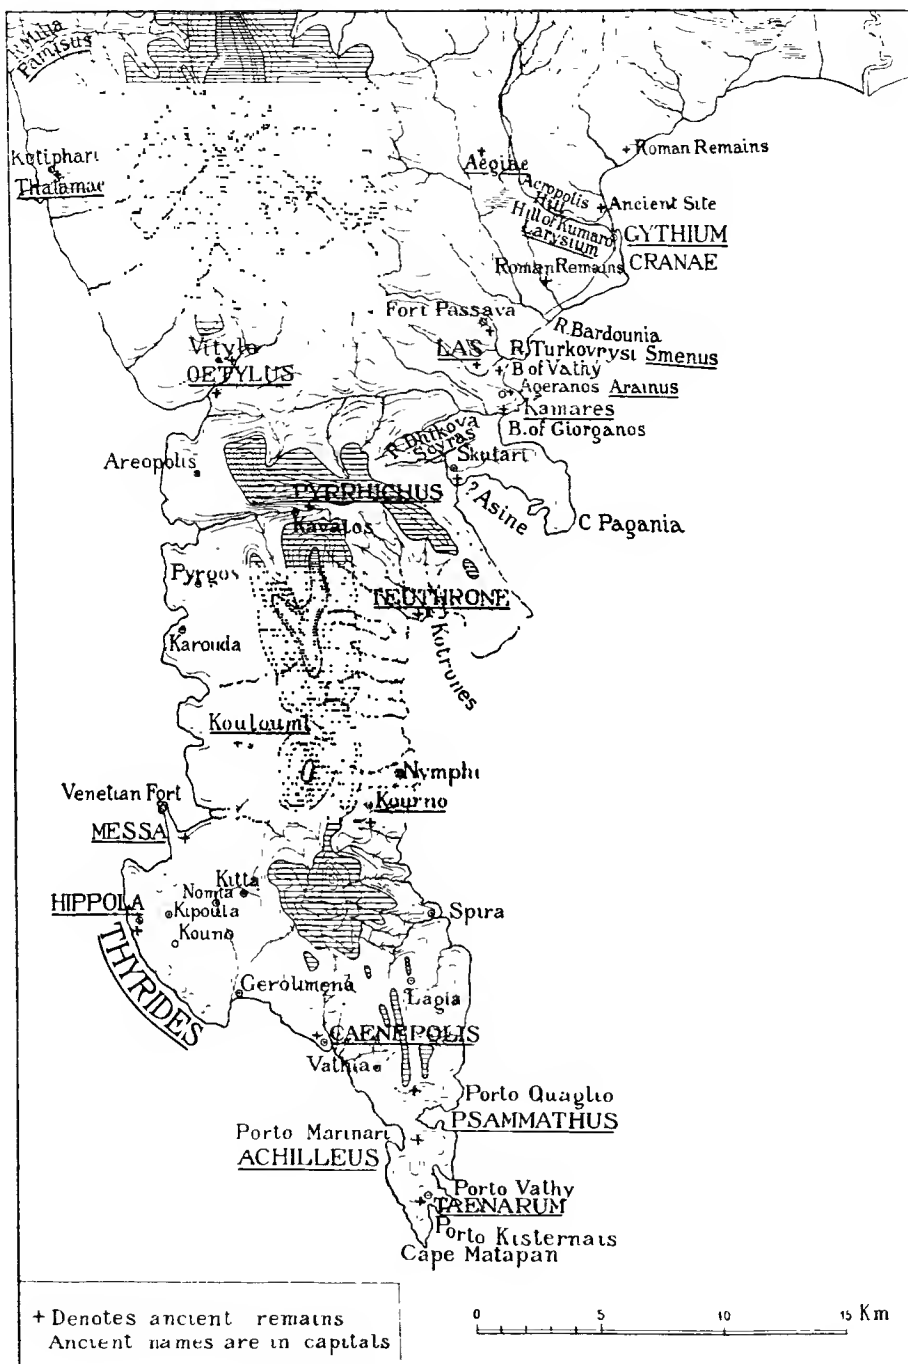 R. Mila
Pamisus
Kotiphari
Thalamae
Aegiae
Roman Remains
Acropolis
Hill
Ancient Site
Hill of Kumaro
Larysium
GYTHIUM
CRANAE
Roman Remains
Fort Passava
R. Bardounia
Vitylo
LAS
R. Turkovrysi Smenus
OETYLUS
B of Vathy
Ageranos Arainus
Kamares
B. of Giorganos
R. Dhikova
Scyras
Skutari
Areopolis
PYRRHICHUS
? Asine
Kavalos
C Pagania
Pyrgos
TEUTHRONE
Karouda
Kotrones
Kouloumi
Nymphi
Venetian Fort
Kourno
MESSA
Kitta
Nomia
HIPPOLA
Kipoula
Spira
Kouno
THYRIDES
Gerolimena
Lagia
CAENEPOLIS
Vathia
Porto Quaglio
PSAMMATHUS
Porto Marinari
ACHILLEUS
Porto Vathy
TAENARUM
Porto Kisternais
Cape Matapan
+ Denotes ancient remains
Ancient names are in capitals
0 5 10 15 Km